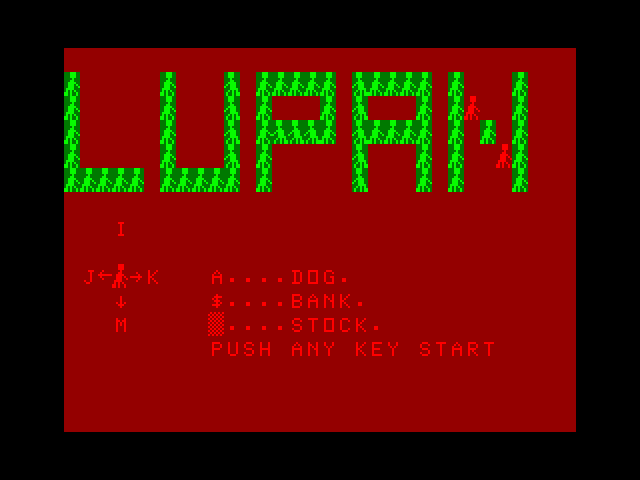 LUPAN
I
J←→K A....DOG.
↓ $....BANK.
M ▒....STOCK.
PUSH ANY KEY START